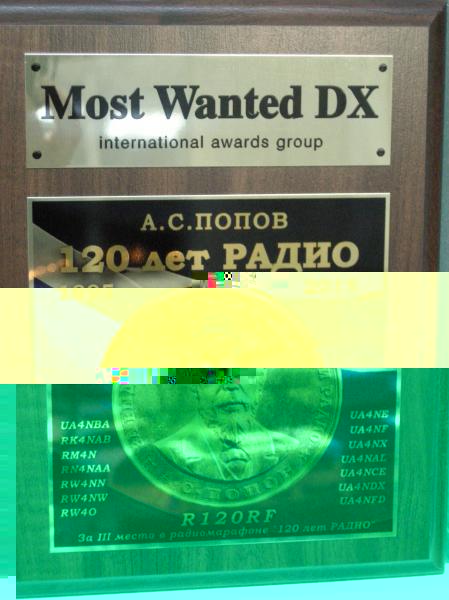 Most Wanted DX
international awards group
А.С.ПОПОВ
120 лет РАДИО
UA4NBA
RK4NAB
RM4N
RN4NAA
RW4NN
RW4NW
RW4O
UA4NE
UA4NF
UA4NX
UA4NAL
UA4NCE
UA4NDX
UA4NFD
ПОПОВ
R120RF
За III место в радиомарафоне "120 лет РАДИО"